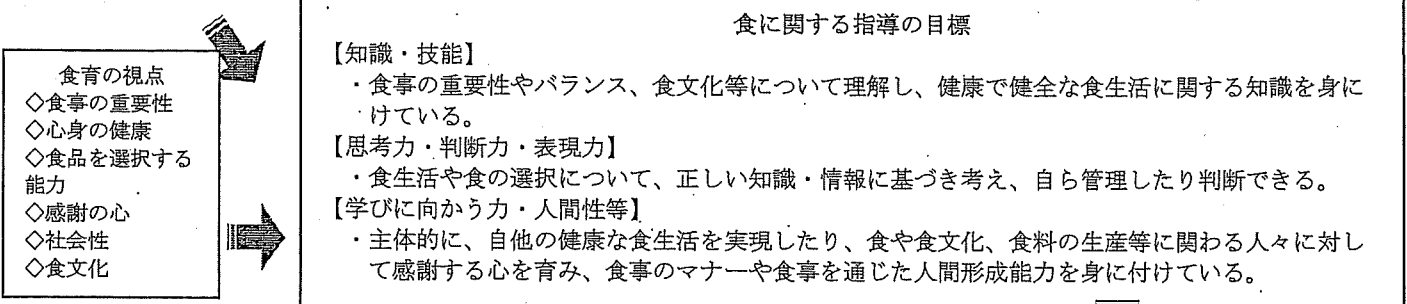 食育の視点
◇食事の重要性
◇心身の健康
◇食品を選択する
能力
◇感謝の心
◇社会性
◇食文化
食に関する指導の目標
【知識・技能】
・食事の重要性やバランス、食文化等について理解し、健康で健全な食生活に関する知識を身に
けている。
【思考力・判断力・表現力】
・食生活や食の選択について、正しい知識・情報に基づき考え、自ら管理したり判断できる。
【学びに向かう力・人間性等】
・主体的に、自他の健康な食生活を実現したり、食や食文化、食料の生産等に関わる人々に対し
て感謝する心を育み、食事のマナーや食事を通じた人間形成能力を身に付けている。